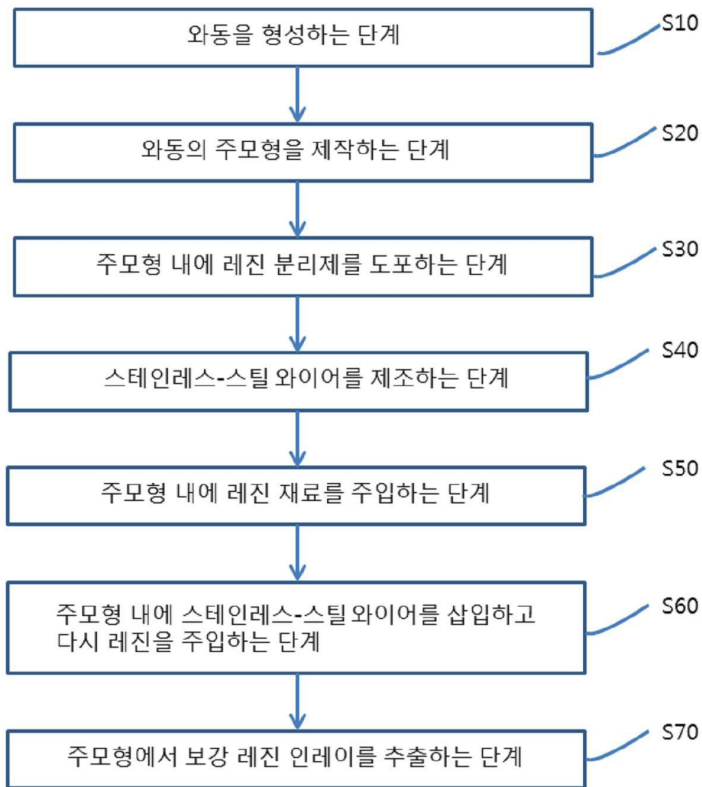 와동을 형성하는 단계
S10
와동의 주모형을 제작하는 단계
S20
주모형 내에 레진 분리제를 도포하는 단계
S30
스테인레스-스틸 와이어를 제조하는 단계
S40
주모형 내에 레진 재료를 주입하는 단계
S50
주모형 내에 스테인레스-스틸 와이어를 삽입하고
다시 레진을 주입하는 단계
S60
주모형에서 보강 레진 인레이를 추출하는 단계
S70